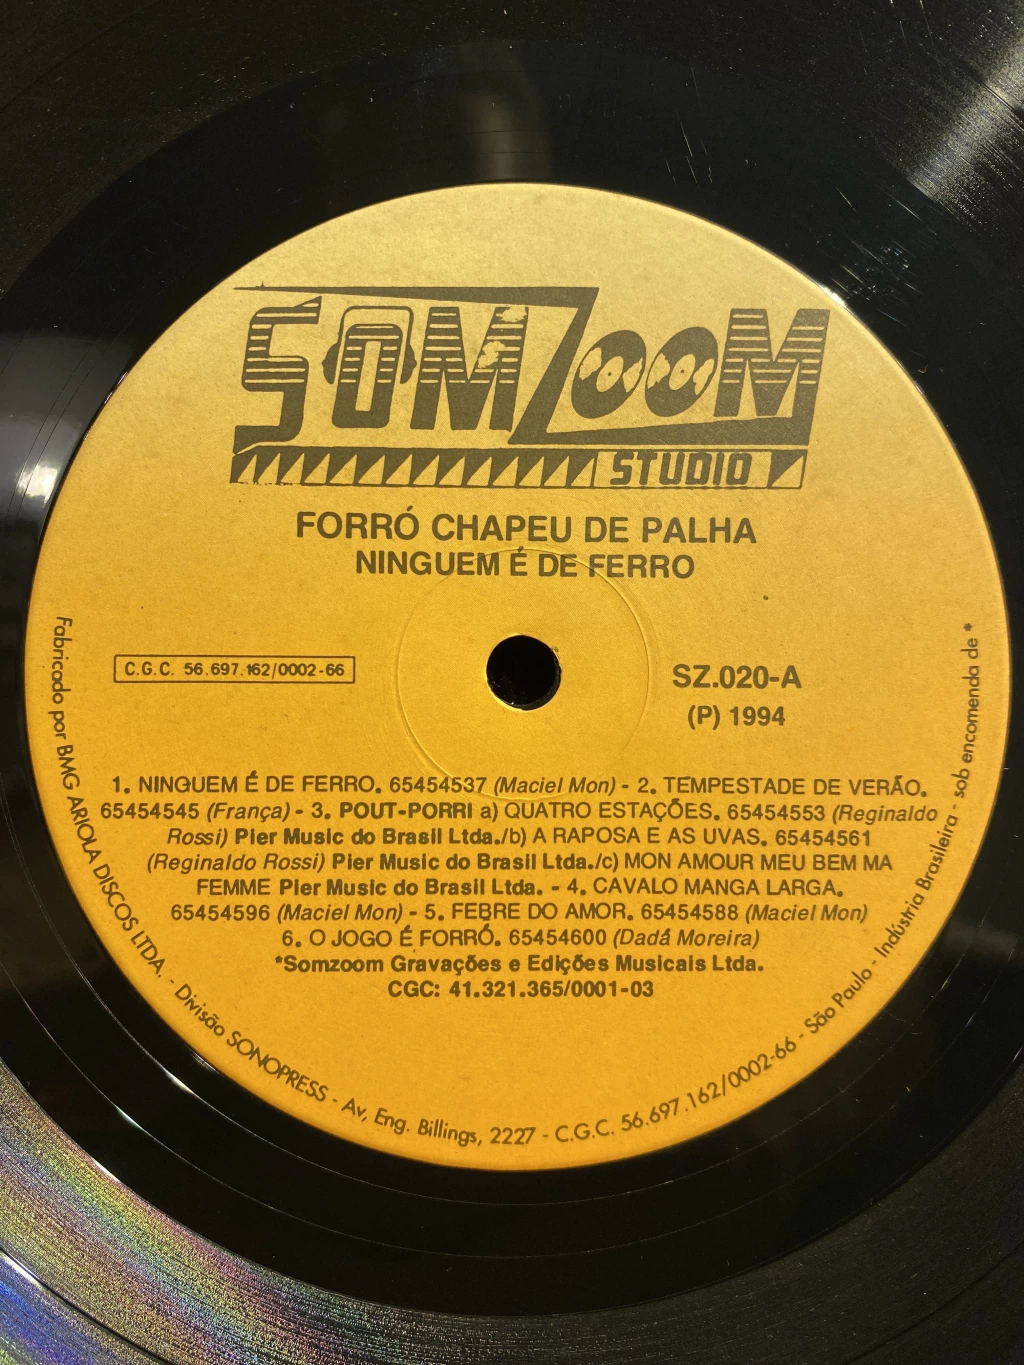 SOMZOOM
STUDIO
FORRÓ CHAPEU DE PALHA
NINGUEM É DE FERRO
C.G.C. 56.697.162/0002-66
SZ.020-A
(P) 1994
1. NINGUEM É DE FERRO. 65454537 (Maciel Mon) - 2. TEMPESTADE DE VERÃO.
65454545 (França) - 3. POUT-PORRI a) QUATRO ESTAÇÕES. 65454553 (Reginaldo
Rossi) Pier Music do Brasil Ltda./b) A RAPOSA E AS UVAS. 65454561
(Reginaldo Rossi) Pier Music do Brasil Ltda./c) MON AMOUR MEU BEM MA
FEMME Pier Music do Brasil Ltda. - 4. CAVALO MANGA LARGA.
65454596 (Maciel Mon) - 5. FEBRE DO AMOR. 65454588 (Maciel Mon)
6. O JOGO É FORRÓ. 65454600 (Dadá Moreira)
*Somzoom Gravações e Edições Musicais Ltda.
CGC: 41.321.365/0001-03
Fabricado por BMG ARIOLA DISCOS LTDA. - Divisão SONOPRESS - Av, Eng. Billings, 2227 - C.G.C. 56.697.162/0002-66 - São Paulo - Indústria Brasileira - sob encomenda de *